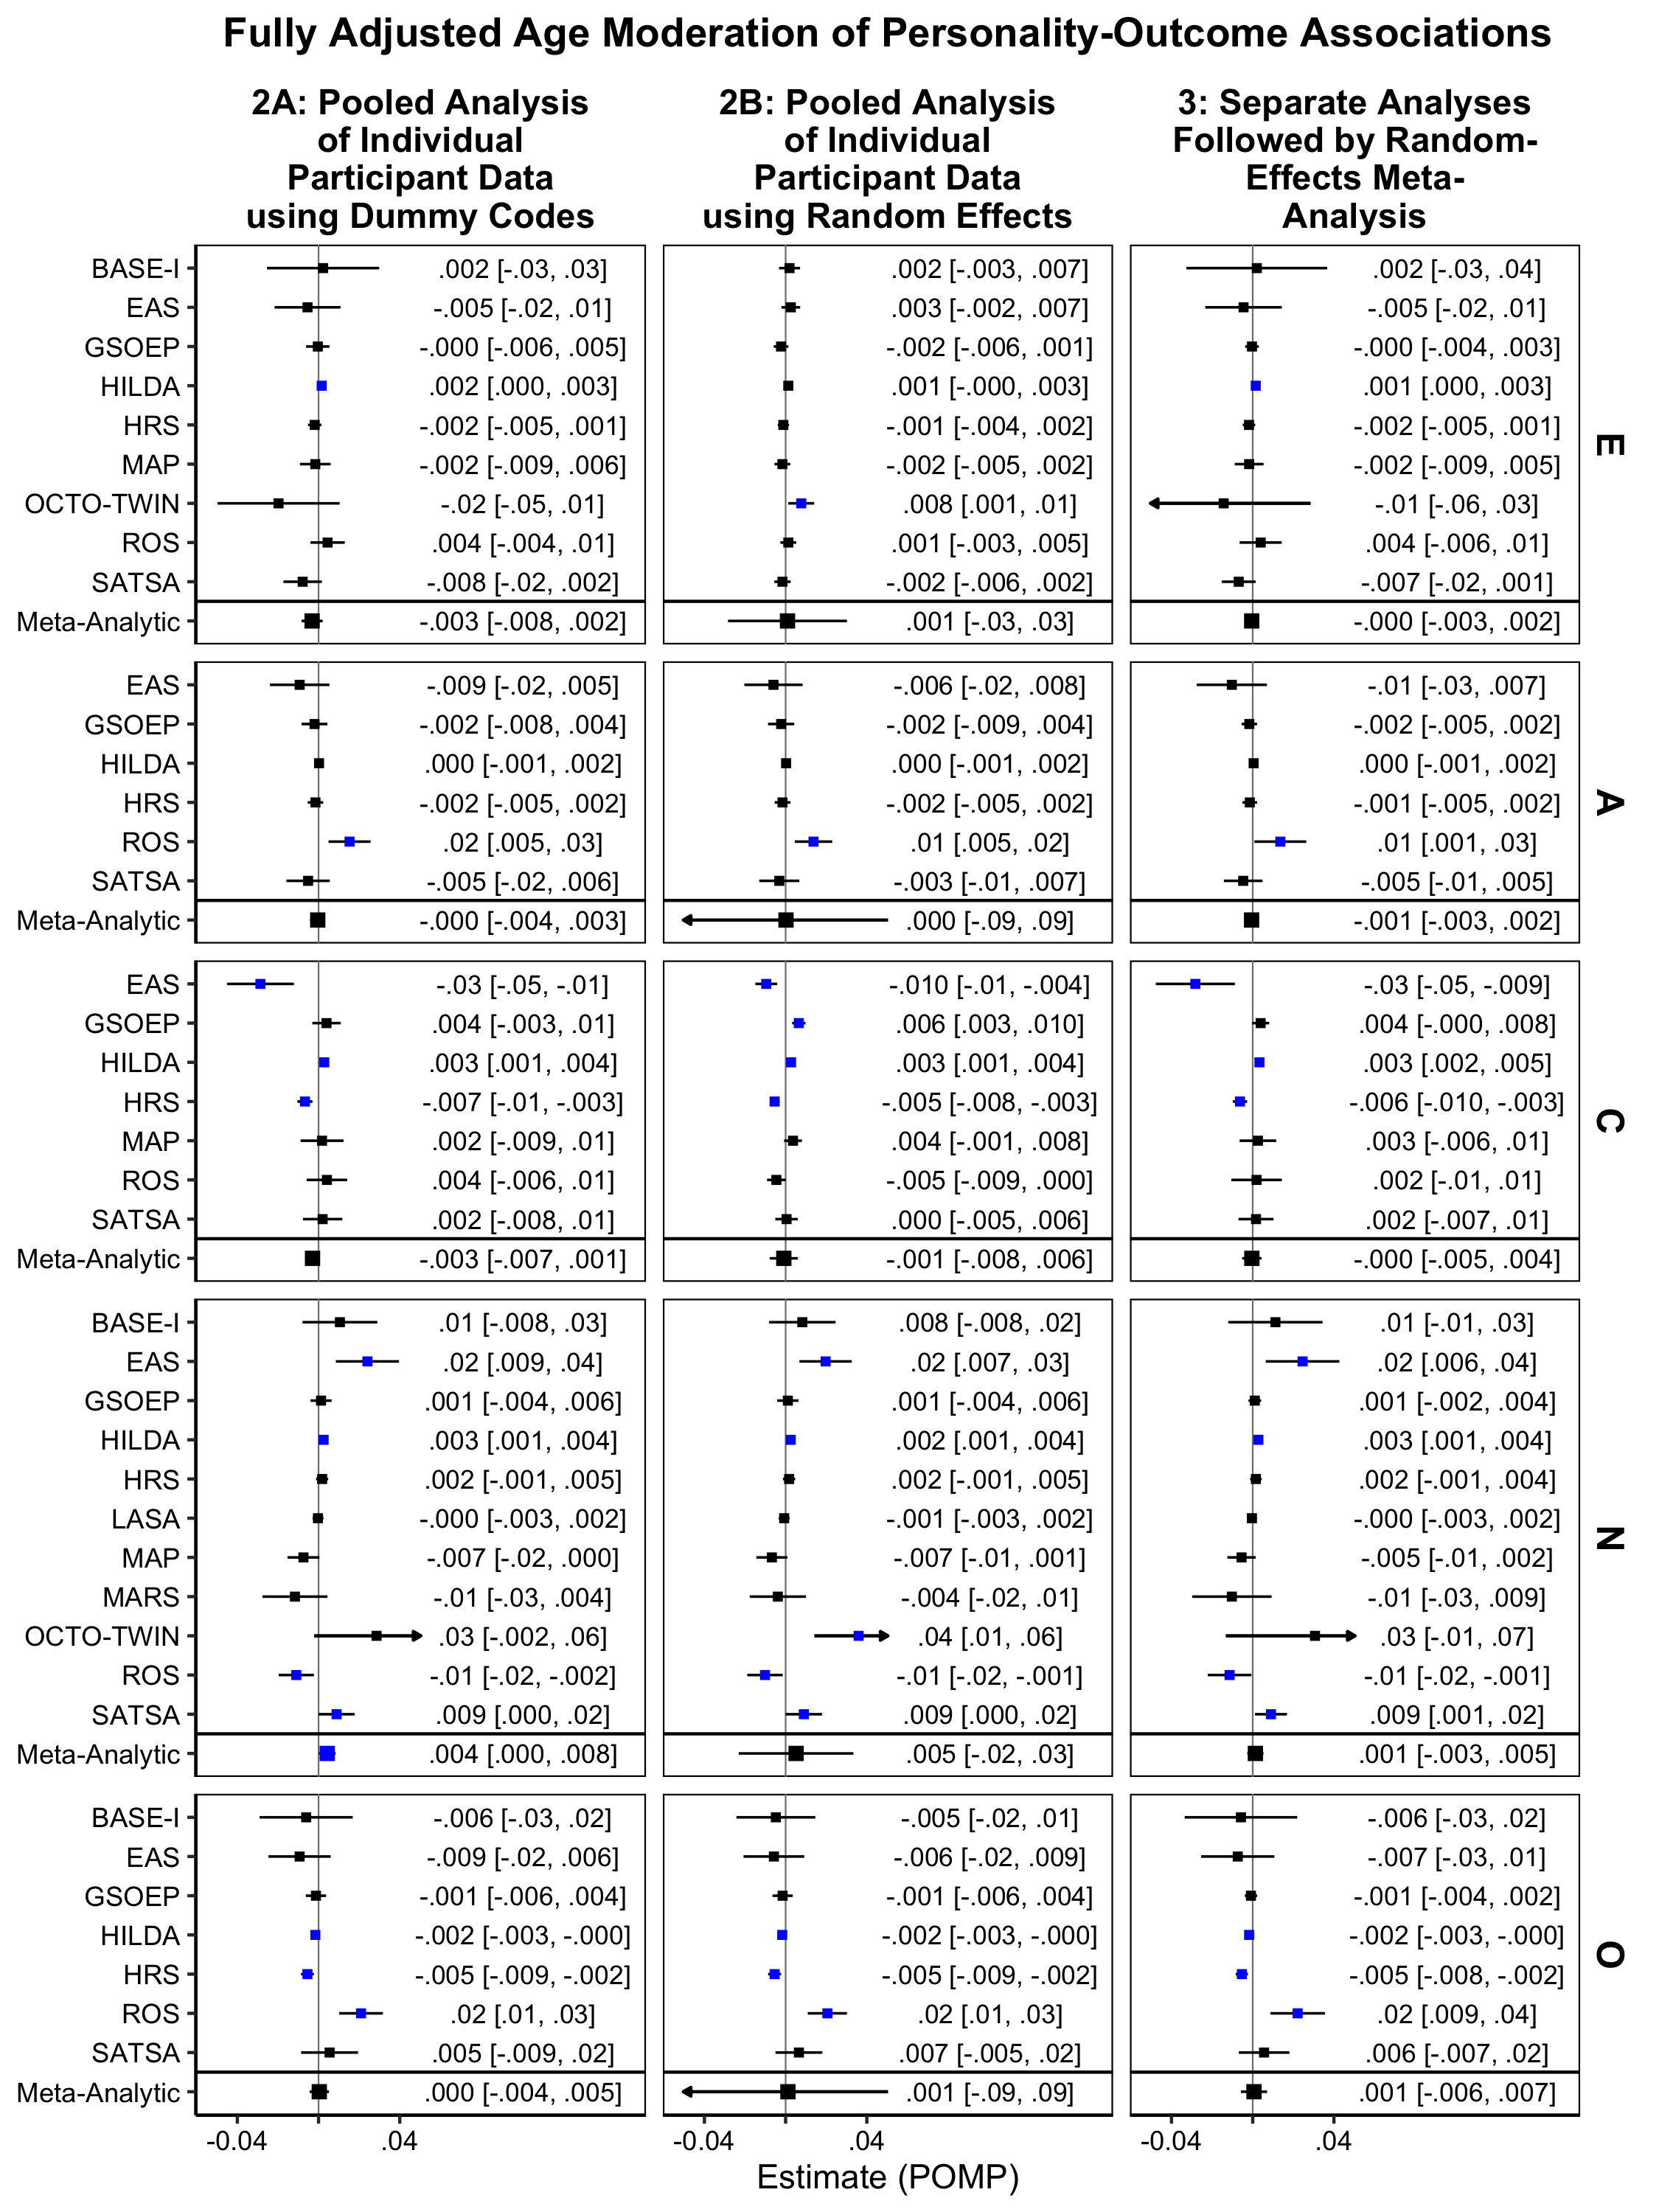 Fully Adjusted Age Moderation of Personality-Outcome Associations
2A: Pooled Analysis
of Individual
Participant Data
using Dummy Codes
2B: Pooled Analysis
of Individual
Participant Data
using Random Effects
3: Separate Analyses
Followed by Random-
Effects Meta-
Analysis
BASE-I .002 [-.03, .03] .002 [-.003, .007] .002 [-.03, .04]
EAS -.005 [-.02, .01] .003 [-.002, .007] -.005 [-.02, .01]
GSOEP -.000 [-.006, .005] -.002 [-.006, .001] -.000 [-.004, .003]
HILDA .002 [.000, .003] .001 [-.000, .003] .001 [.000, .003]
HRS -.002 [-.005, .001] -.001 [-.004, .002] -.002 [-.005, .001]
MAP -.002 [-.009, .006] -.002 [-.005, .002] -.002 [-.009, .005]
OCTO-TWIN -.02 [-.05, .01] .008 [.001, .01] -.01 [-.06, .03]
ROS .004 [-.004, .01] .001 [-.003, .005] .004 [-.006, .01]
SATSA -.008 [-.02, .002] -.002 [-.006, .002] -.007 [-.02, .001]
Meta-Analytic -.003 [-.008, .002] .001 [-.03, .03] -.000 [-.003, .002]
E
EAS -.009 [-.02, .005] -.006 [-.02, .008] -.01 [-.03, .007]
GSOEP -.002 [-.008, .004] -.002 [-.009, .004] -.002 [-.005, .002]
HILDA .000 [-.001, .002] .000 [-.001, .002] .000 [-.001, .002]
HRS -.002 [-.005, .002] -.002 [-.005, .002] -.001 [-.005, .002]
ROS .02 [.005, .03] .01 [.005, .02] .01 [.001, .03]
SATSA -.005 [-.02, .006] -.003 [-.01, .007] -.005 [-.01, .005]
Meta-Analytic -.000 [-.004, .003] .000 [-.09, .09] -.001 [-.003, .002]
A
EAS -.03 [-.05, -.01] -.010 [-.01, -.004] -.03 [-.05, -.009]
GSOEP .004 [-.003, .01] .006 [.003, .010] .004 [-.000, .008]
HILDA .003 [.001, .004] .003 [.001, .004] .003 [.002, .005]
HRS -.007 [-.01, -.003] -.005 [-.008, -.003] -.006 [-.010, -.003]
MAP .002 [-.009, .01] .004 [-.001, .008] .003 [-.006, .01]
ROS .004 [-.006, .01] -.005 [-.009, .000] .002 [-.01, .01]
SATSA .002 [-.008, .01] .000 [-.005, .006] .002 [-.007, .01]
Meta-Analytic -.003 [-.007, .001] -.001 [-.008, .006] -.000 [-.005, .004]
C
BASE-I .01 [-.008, .03] .008 [-.008, .02] .01 [-.01, .03]
EAS .02 [.009, .04] .02 [.007, .03] .02 [.006, .04]
GSOEP .001 [-.004, .006] .001 [-.004, .006] .001 [-.002, .004]
HILDA .003 [.001, .004] .002 [.001, .004] .003 [.001, .004]
HRS .002 [-.001, .005] .002 [-.001, .005] .002 [-.001, .004]
LASA -.000 [-.003, .002] -.001 [-.003, .002] -.000 [-.003, .002]
MAP -.007 [-.02, .000] -.007 [-.01, .001] -.005 [-.01, .002]
MARS -.01 [-.03, .004] -.004 [-.02, .01] -.01 [-.03, .009]
OCTO-TWIN .03 [-.002, .06] .04 [.01, .06] .03 [-.01, .07]
ROS -.01 [-.02, -.002] -.01 [-.02, -.001] -.01 [-.02, -.001]
SATSA .009 [.000, .02] .009 [.000, .02] .009 [.001, .02]
Meta-Analytic .004 [.000, .008] .005 [-.02, .03] .001 [-.003, .005]
N
BASE-I -.006 [-.03, .02] -.005 [-.02, .01] -.006 [-.03, .02]
EAS -.009 [-.02, .006] -.006 [-.02, .009] -.007 [-.03, .01]
GSOEP -.001 [-.006, .004] -.001 [-.006, .004] -.001 [-.004, .002]
HILDA -.002 [-.003, -.000] -.002 [-.003, -.000] -.002 [-.003, -.000]
HRS -.005 [-.009, -.002] -.005 [-.009, -.002] -.005 [-.008, -.002]
ROS .02 [.01, .03] .02 [.01, .03] .02 [.009, .04]
SATSA .005 [-.009, .02] .007 [-.005, .02] .006 [-.007, .02]
Meta-Analytic .000 [-.004, .005] .001 [-.09, .09] .001 [-.006, .007]
O
-0.04 .04 -0.04 .04 -0.04 .04
Estimate (POMP)